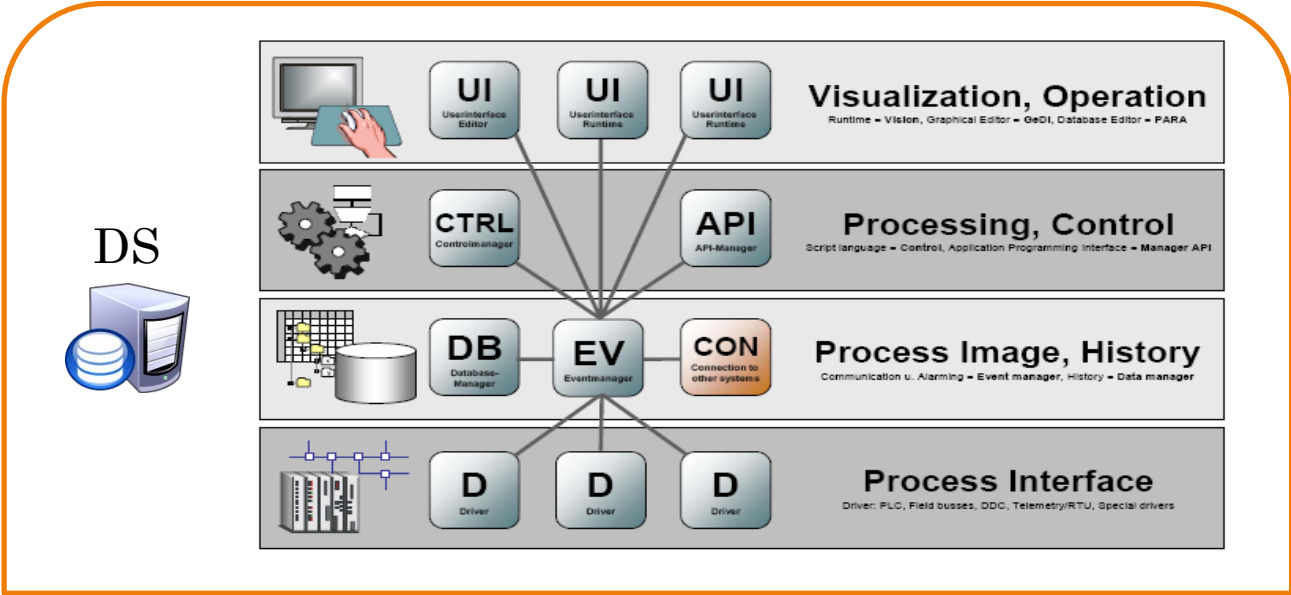 DS
UI
Userinterface
Editor
UI
Userinterface
Runtime
UI
Userinterface
Runtime
Visualization, Operation
Runtime = Vision, Graphical Editor = GeDi, Database Editor = PARA
CTRL
Controlmanager
API
API-Manager
Processing, Control
Script language = Control, Application Programming Interface = Manager API
DB
Database-
Manager
EV
Eventmanager
CON
Connection to
other systems
Process Image, History
Communication u. Alarming = Event manager, History = Data manager
D
Driver
D
Driver
D
Driver
Process Interface
Driver: PLC, Field busses, DDC, Telemetry/RTU, Special drivers